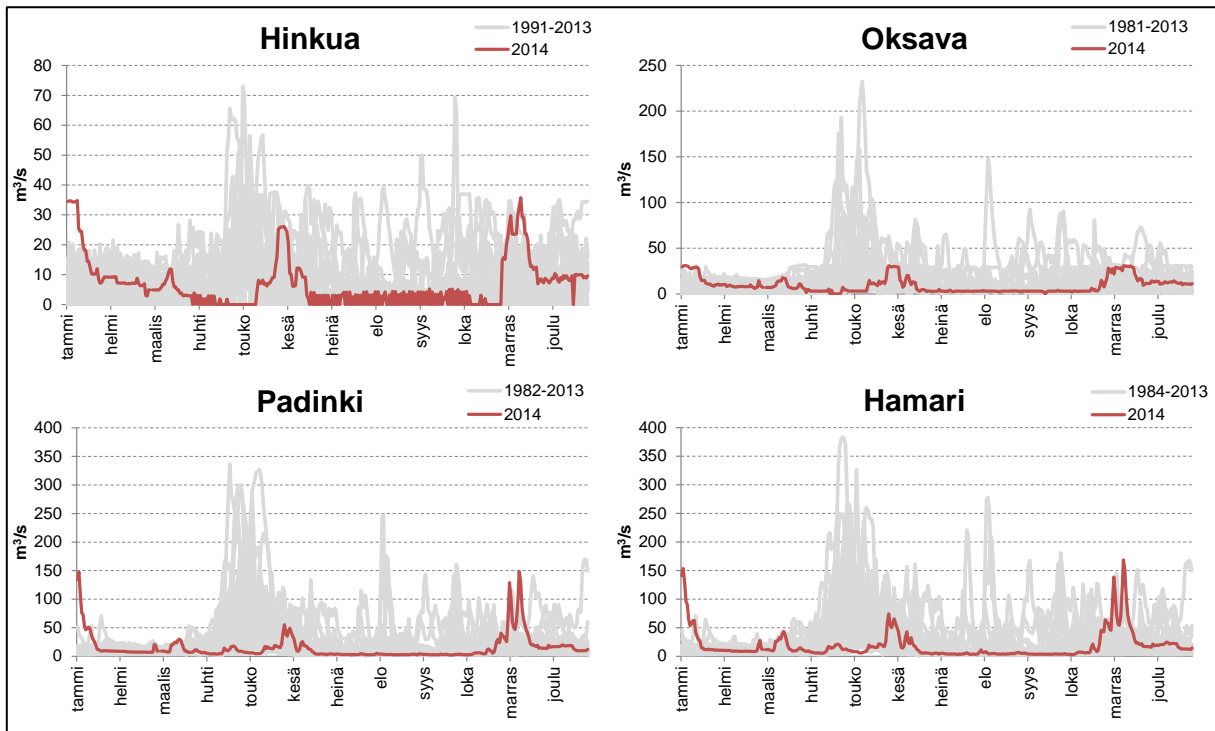 Hinkua
1991-2013
2014
m³/s
80
70
60
50
40
30
20
10
0
tammi
helmi
maalis
huhti
touko
kesä
heinä
elo
syys
loka
marras
joulu
Oksava
1981-2013
2014
m³/s
250
200
150
100
50
0
tammi
helmi
maalis
huhti
touko
kesä
heinä
elo
syys
loka
marras
joulu
Padinki
1982-2013
2014
m³/s
400
350
300
250
200
150
100
50
0
tammi
helmi
maalis
huhti
touko
kesä
heinä
elo
syys
loka
marras
joulu
Hamari
1984-2013
2014
m³/s
400
350
300
250
200
150
100
50
0
tammi
helmi
maalis
huhti
touko
kesä
heinä
elo
syys
loka
marras
joulu